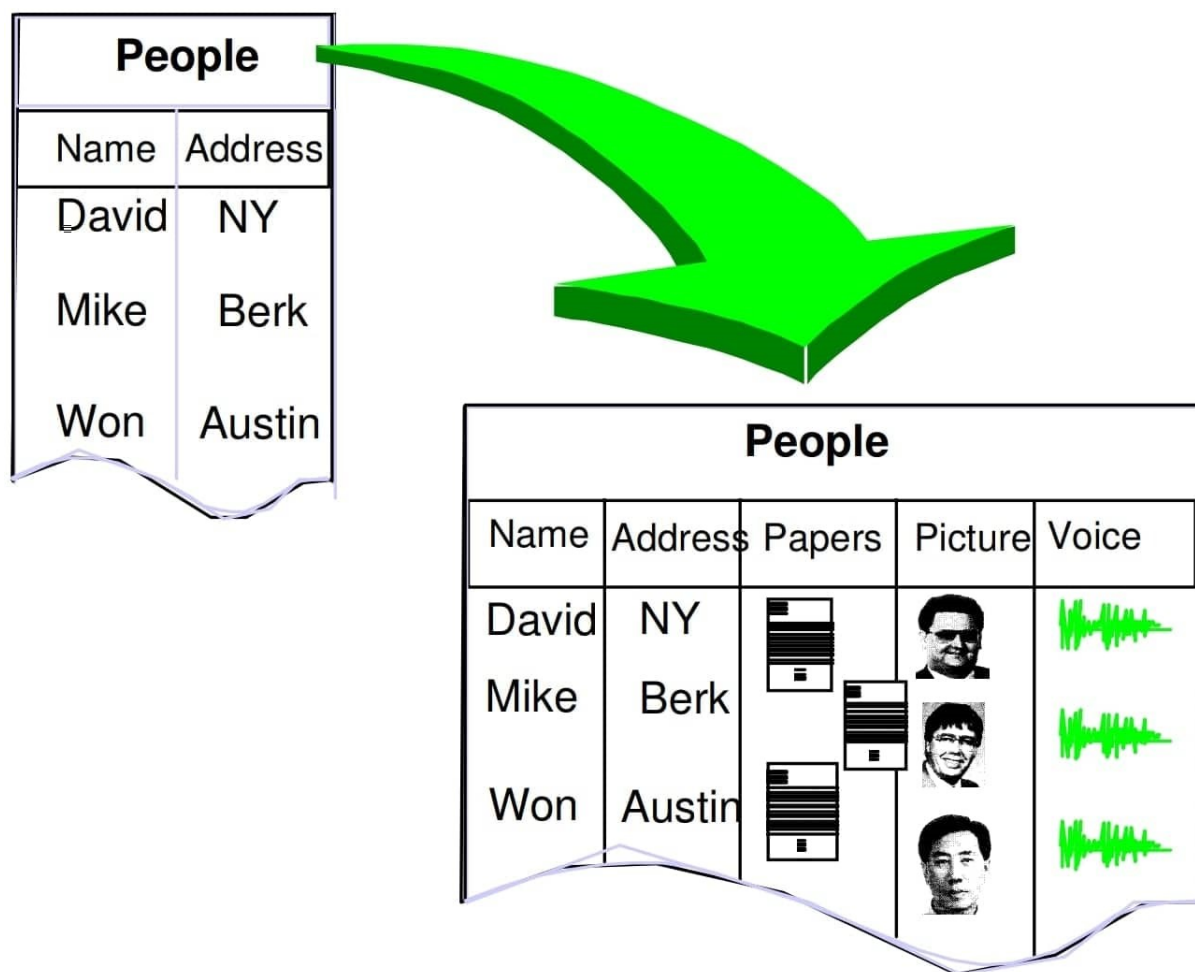 People
Name Address
David NY
Mike Berk
Won Austin
People
Name Address Papers Picture Voice
David NY
Mike Berk
Won Austin